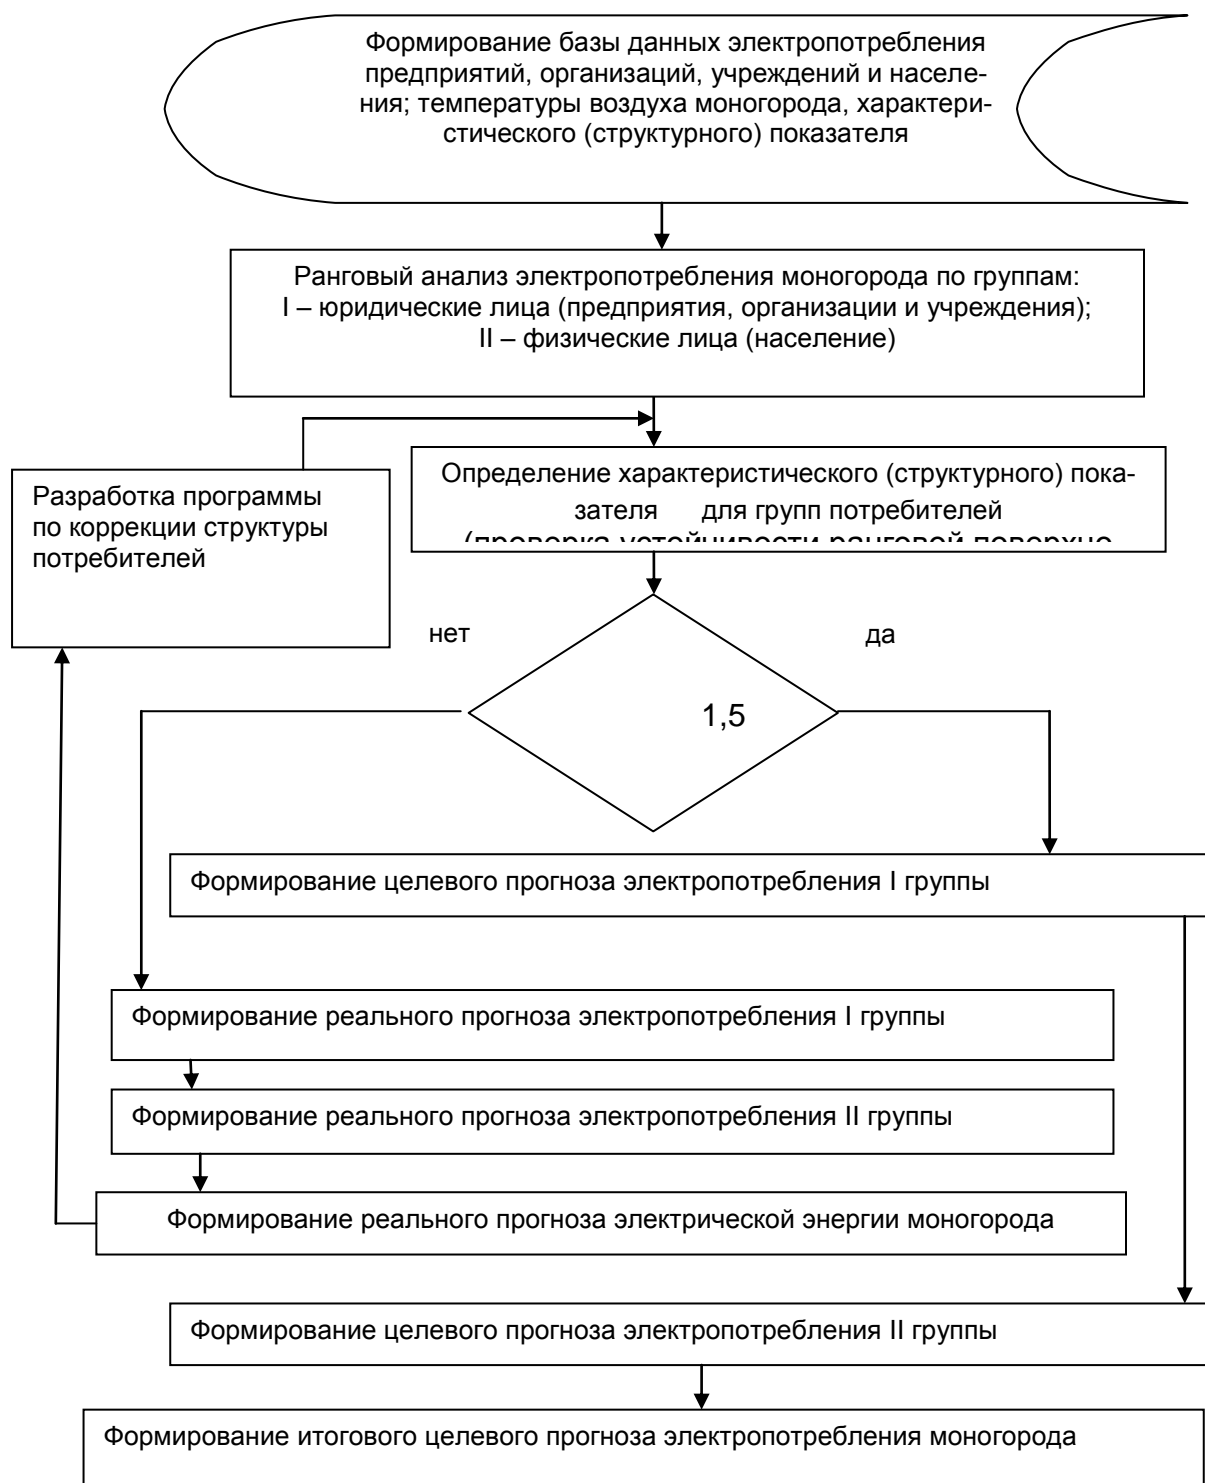 Формирование базы данных электропотребления
предприятий, организаций, учреждений и населе-
ния; температуры воздуха моногорода, характери-
стического (структурного) показателя
Ранговый анализ электропотребления моногорода по группам:
I – юридические лица (предприятия, организации и учреждения);
II – физические лица (население)
Определение характеристического (структурного) пока-
зателя для групп потребителей
(проверка устойчивости ранговой поверхно
Разработка программы
по коррекции структуры
потребителей
нет
да
1,5
Формирование целевого прогноза электропотребления I группы
Формирование реального прогноза электропотребления I группы
Формирование реального прогноза электропотребления II группы
Формирование реального прогноза электрической энергии моногорода
Формирование целевого прогноза электропотребления II группы
Формирование итогового целевого прогноза электропотребления моногорода